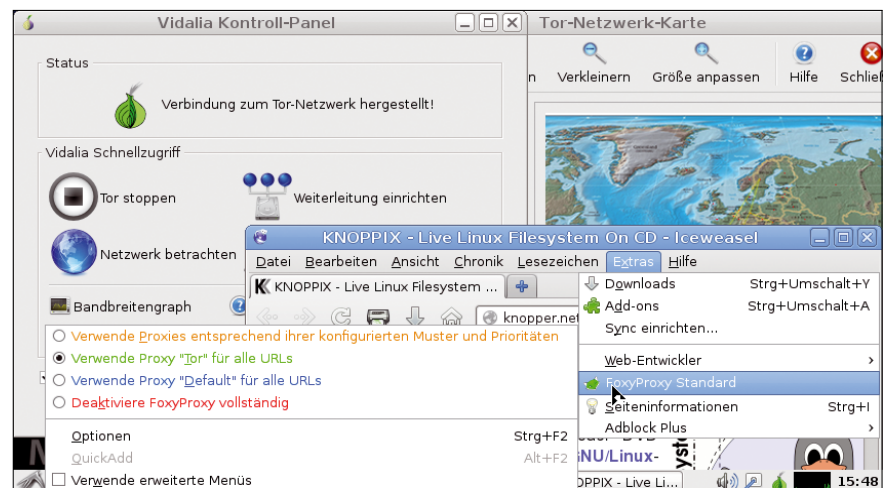 Vidalia Kontroll-Panel
Tor-Netzwerk-Karte
Status
Verbindung zum Tor-Netzwerk hergestellt!
Verkleinern
Größe anpassen
Hilfe
Schließ
Vidalia Schnellzugriff
Tor stoppen
Weiterleitung einrichten
Netzwerk betrachten
Bandbreitengraph
KNOPPIX - Live Linux Filesystem On CD - Iceweasel
Datei Bearbeiten Ansicht Chronik Lesezeichen Extras Hilfe
KNOPPIX - Live Linux Filesystem ...
knopper.net
Downloads Strg+Umschalt+Y
Add-ons Strg+Umschalt+A
Sync einrichten...
Web-Entwickler
FoxyProxy Standard
Seiteninformationen Strg+I
Adblock Plus
Verwende Proxies entsprechend ihrer konfigurierten Muster und Prioritäten
Verwende Proxy "Tor" für alle URLs
Verwende Proxy "Default" für alle URLs
Deaktiviere FoxyProxy vollständig
Optionen Strg+F2
QuickAdd Alt+F2
Verwende erweiterte Menüs
GNU/Linux-
OPPIX - Live Li...
15:48